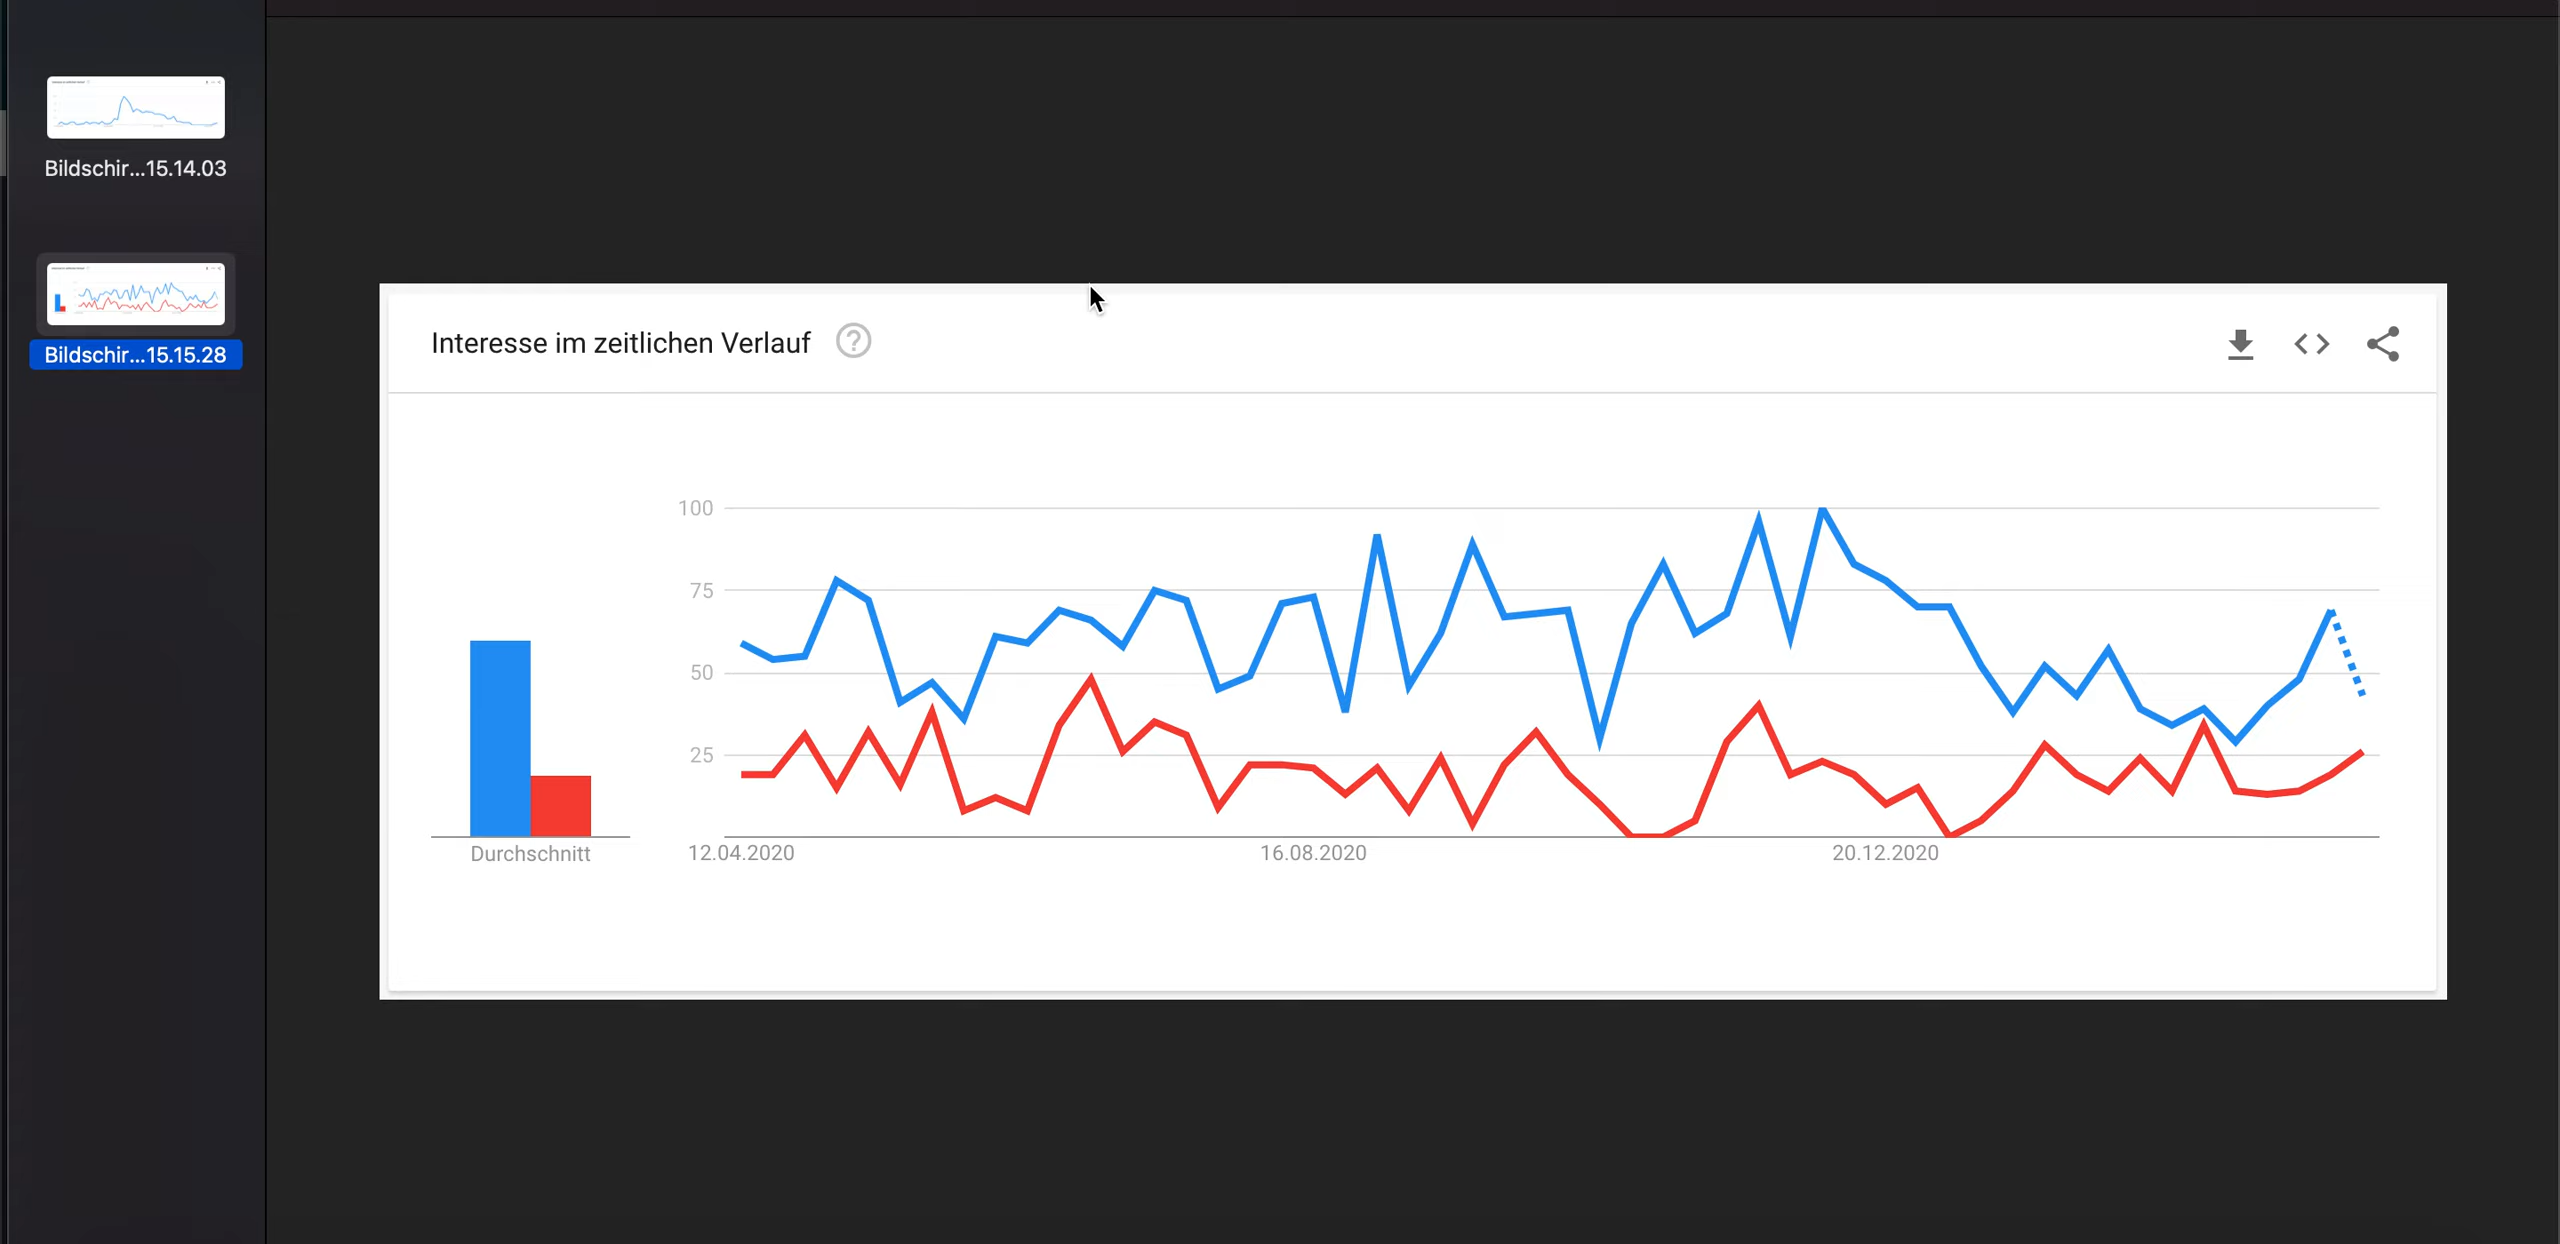 Bildschir...15.14.03
Bildschir...15.15.28
Interesse im zeitlichen Verlauf ?
100
75
50
25
Durchschnitt
12.04.2020
16.08.2020
20.12.2020